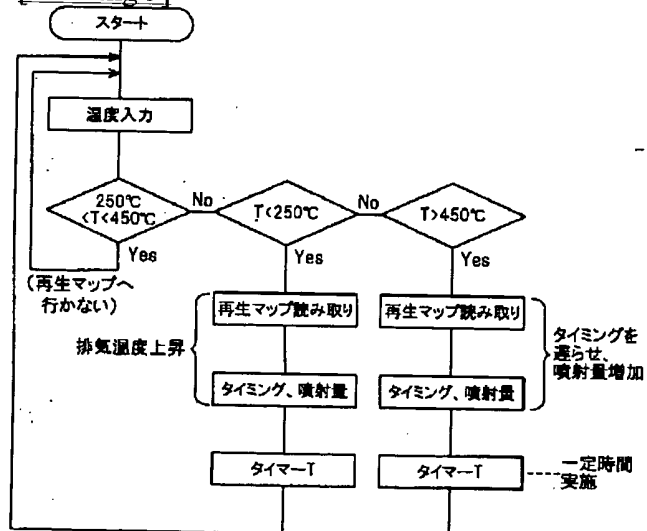 スタート
温度入力
250℃
<T<450℃
No
T<250℃
No
T>450℃
Yes
Yes
Yes
(再生マップへ
行かない)
再生マップ読み取り
再生マップ読み取り
排気温度上昇
タイミングを
遅らせ、
噴射量増加
タイミング、噴射量
タイミング、噴射量
タイマーT
タイマーT
一定時間
実施